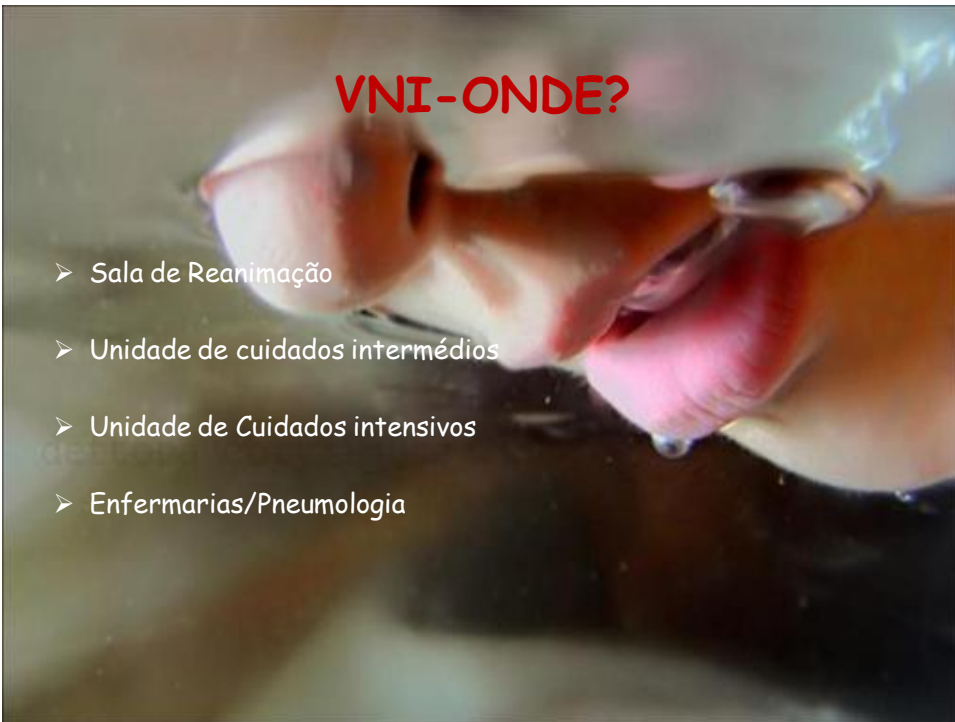 VNI-ONDE?
➢ Sala de Reanimação
➢ Unidade de cuidados intermédios
➢ Unidade de Cuidados intensivos
➢ Enfermarias/Pneumologia